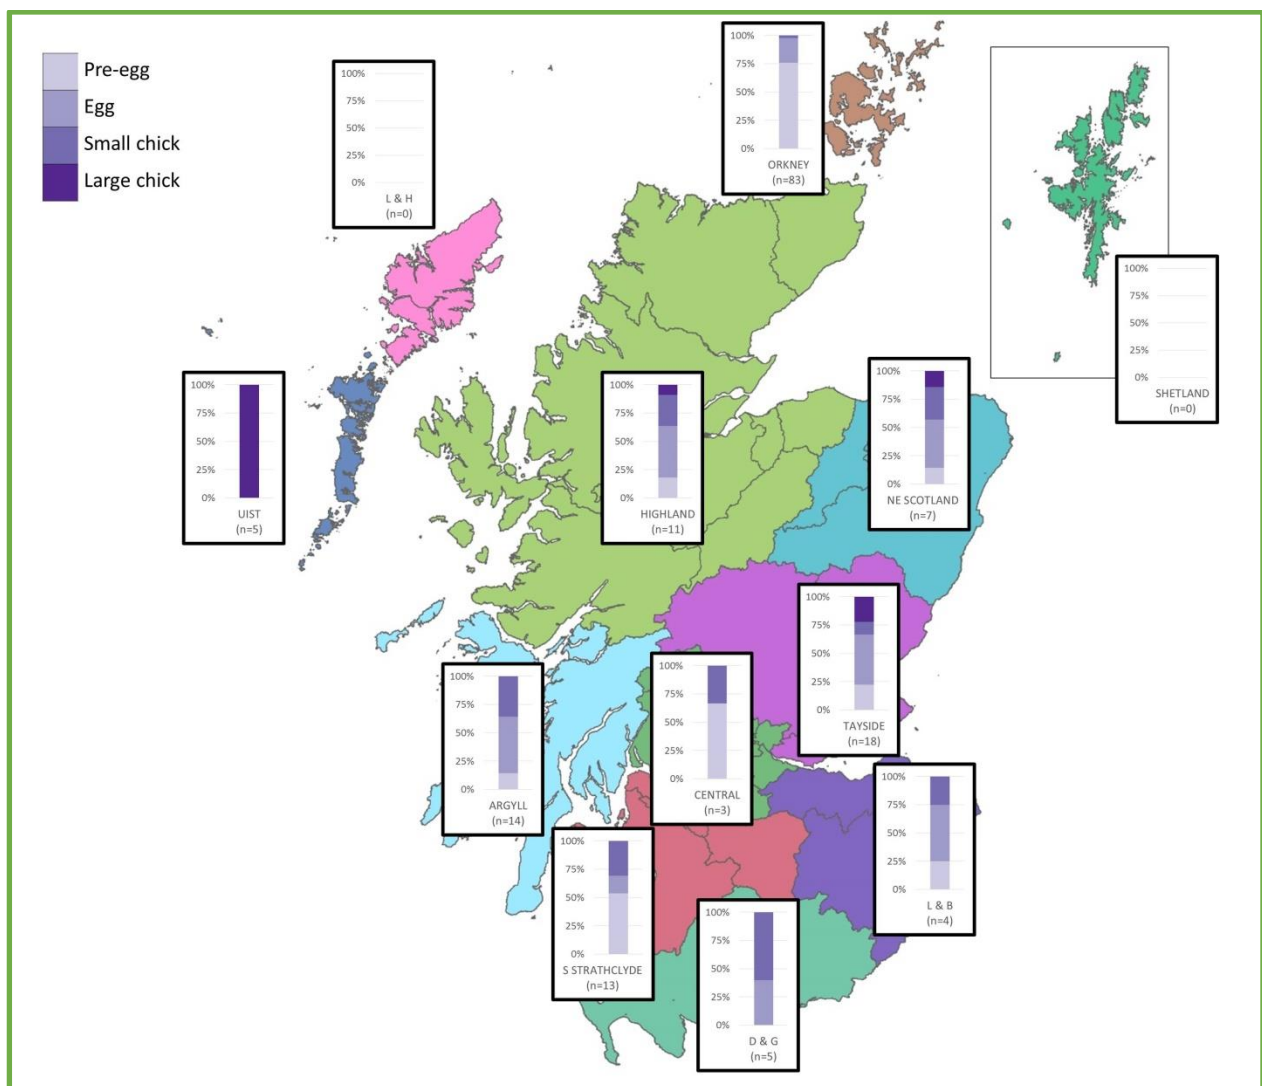 Pre-egg
Egg
Small chick
Large chick
100%
75%
50%
25%
0%
L & H
(n=0)
100%
75%
50%
25%
0%
ORKNEY
(n=83)
100%
75%
50%
25%
0%
SHETLAND
(n=0)
100%
75%
50%
25%
0%
UIST
(n=5)
100%
75%
50%
25%
0%
HIGHLAND
(n=11)
100%
75%
50%
25%
0%
NE SCOTLAND
(n=7)
100%
75%
50%
25%
0%
TAYSIDE
(n=18)
100%
75%
50%
25%
0%
ARGYLL
(n=14)
100%
75%
50%
25%
0%
CENTRAL
(n=3)
100%
75%
50%
25%
0%
L & B
(n=4)
100%
75%
50%
25%
0%
S STRATHCLYDE
(n=13)
100%
75%
50%
25%
0%
D & G
(n=5)